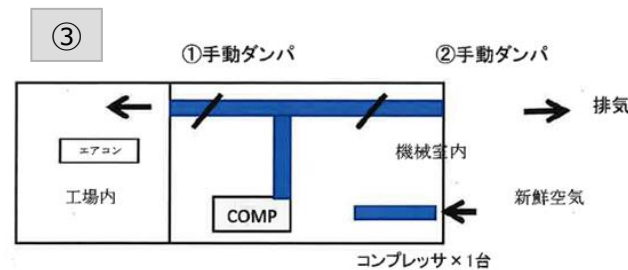 ③
①手動ダンパ
②手動ダンパ
排気
エアコン
機械室内
工場内
新鮮空気
COMP
コンプレッサ×1台